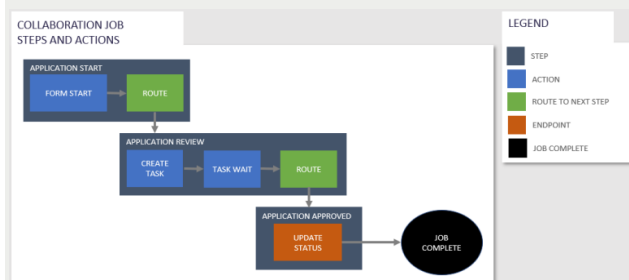 COLLABORATION JOB
STEPS AND ACTIONS
APPLICATION START
FORM START
ROUTE
APPLICATION REVIEW
CREATE
TASK
TASK WAIT
ROUTE
APPLICATION APPROVED
UPDATE
STATUS
JOB
COMPLETE
LEGEND
STEP
ACTION
ROUTE TO NEXT STEP
ENDPOINT
JOB COMPLETE